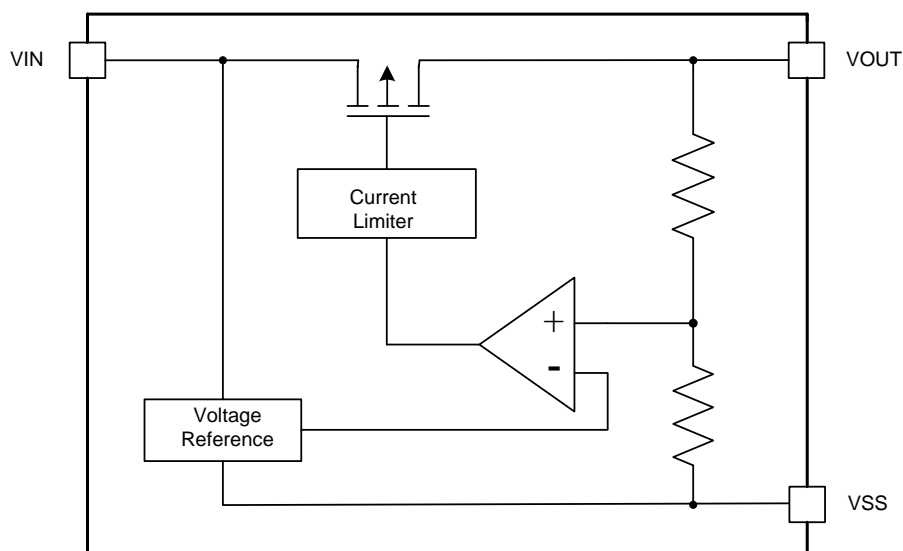 VIN
VOUT
Current
Limiter
+
-
Voltage
Reference
VSS